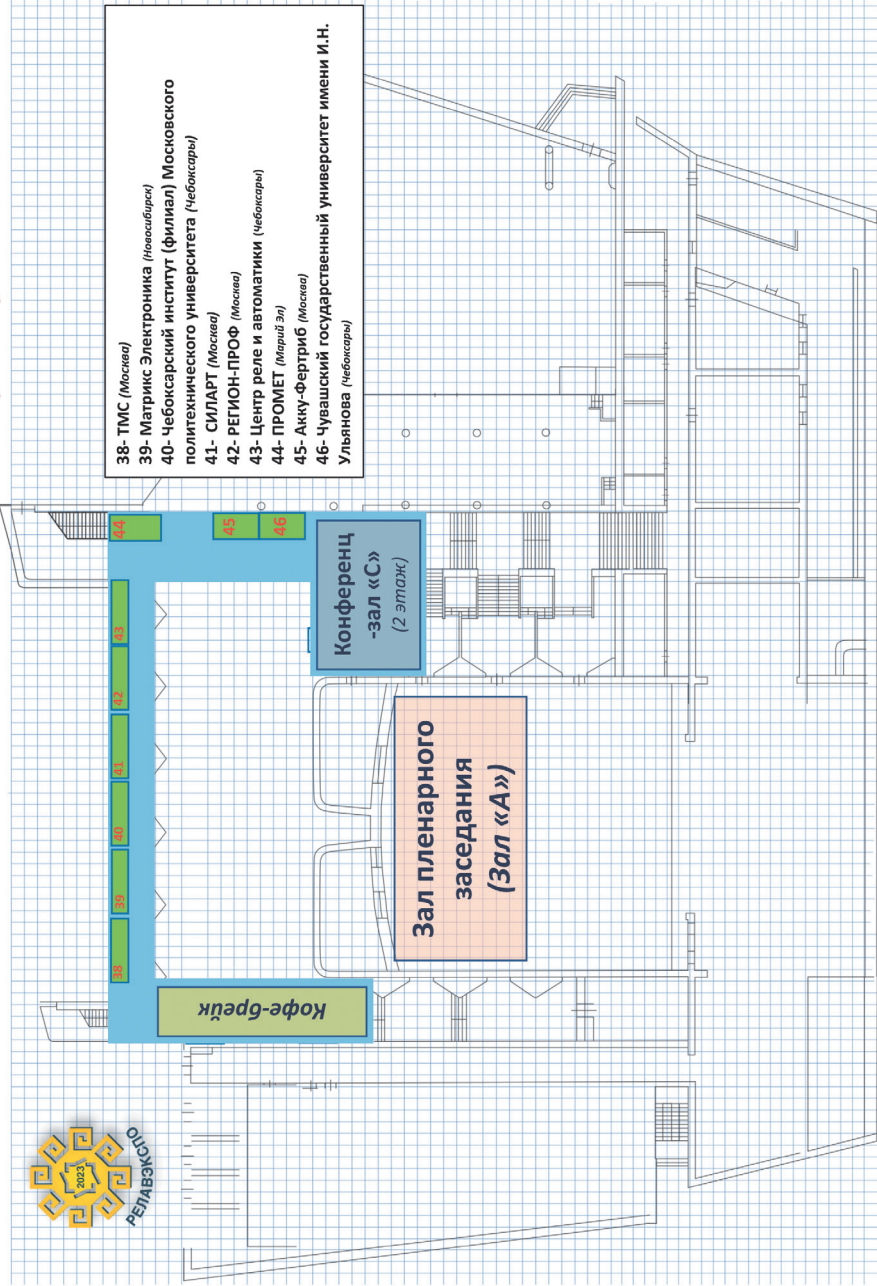 38- ТМС (Москва)
39- Матрикс Электроника (Новосибирск)
40- Чебоксарский институт (филиал) Московского
политехнического университета (Чебоксары)
41- СИЛАРТ (Москва)
42- РЕГИОН-ПРОФ (Москва)
43- Центр реле и автоматики (Чебоксары)
44- ПРОМЕТ (Марий Эл)
45- Акку-Фертриб (Москва)
46- Чувашский государственный университет имени И.Н.
Ульянова (Чебоксары)
38
39
40
41
42
43
44
45
46
Кофе-брейк
Конференц
-зал «С»
(2 этаж)
Зал пленарного
заседания
(Зал «А»)
2023
РЕЛАВЭКСПО